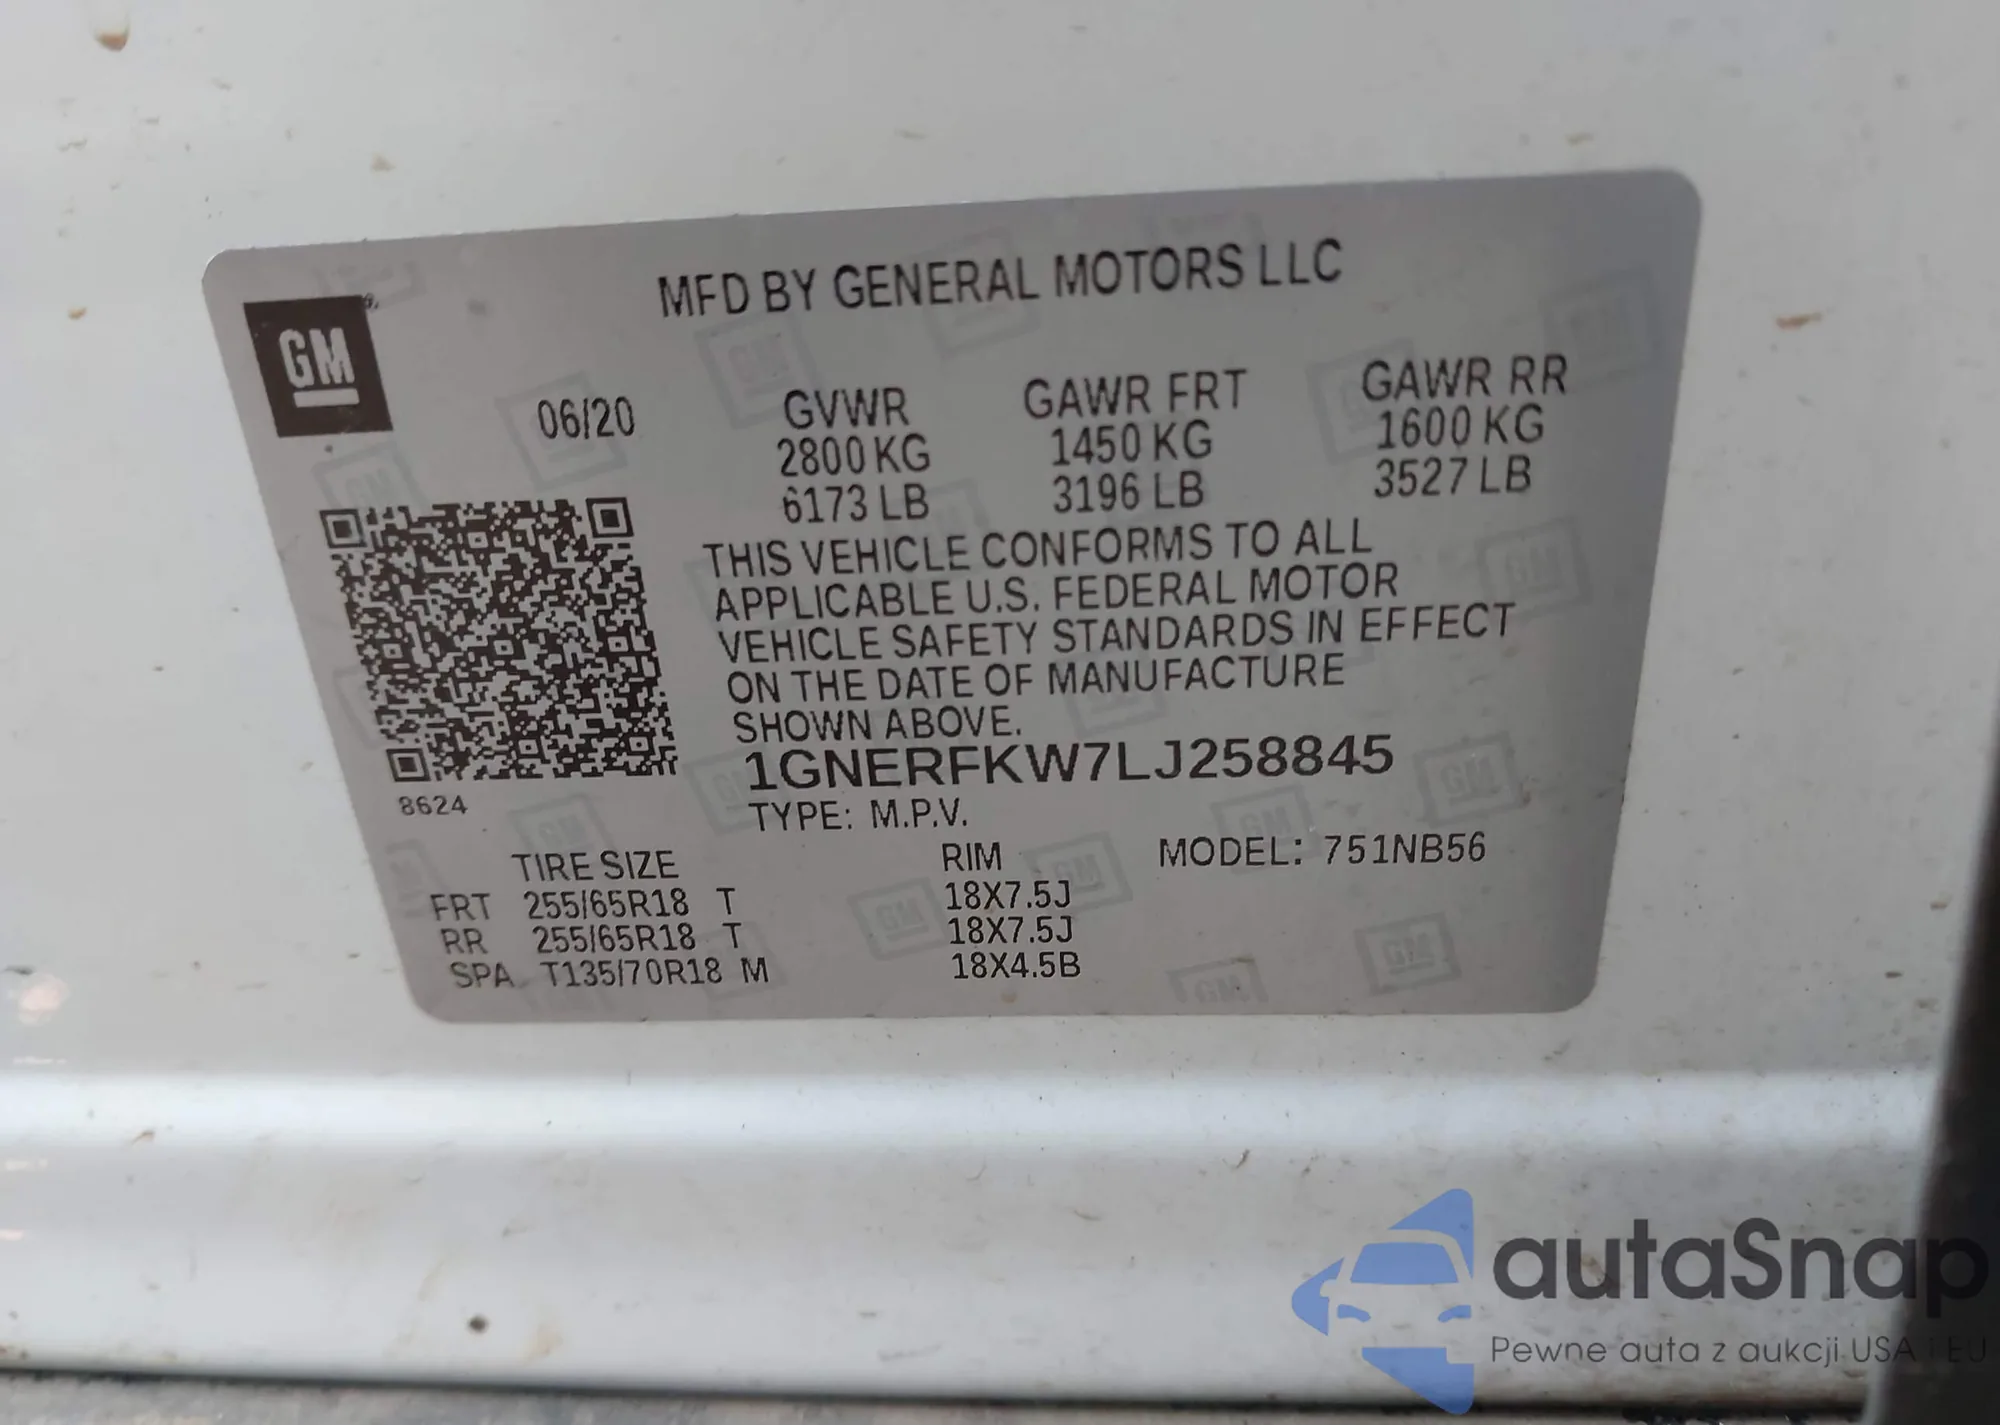 MFD BY GENERAL MOTORS LLC
GM
06/20 GVWR GAWR FRT GAWR RR
2800 KG 1450 KG 1600 KG
6173 LB 3196 LB 3527 LB
THIS VEHICLE CONFORMS TO ALL
APPLICABLE U.S. FEDERAL MOTOR
VEHICLE SAFETY STANDARDS IN EFFECT
ON THE DATE OF MANUFACTURE
SHOWN ABOVE.
1GNERFKW7LJ258845
8624
TYPE: M.P.V.
TIRE SIZE RIM MODEL: 751NB56
FRT 255/65R18 T 18X7.5J
RR 255/65R18 T 18X7.5J
SPA T135/70R18 M 18X4.5B
autaSnap
Pewne auta z aukcji USA i EU